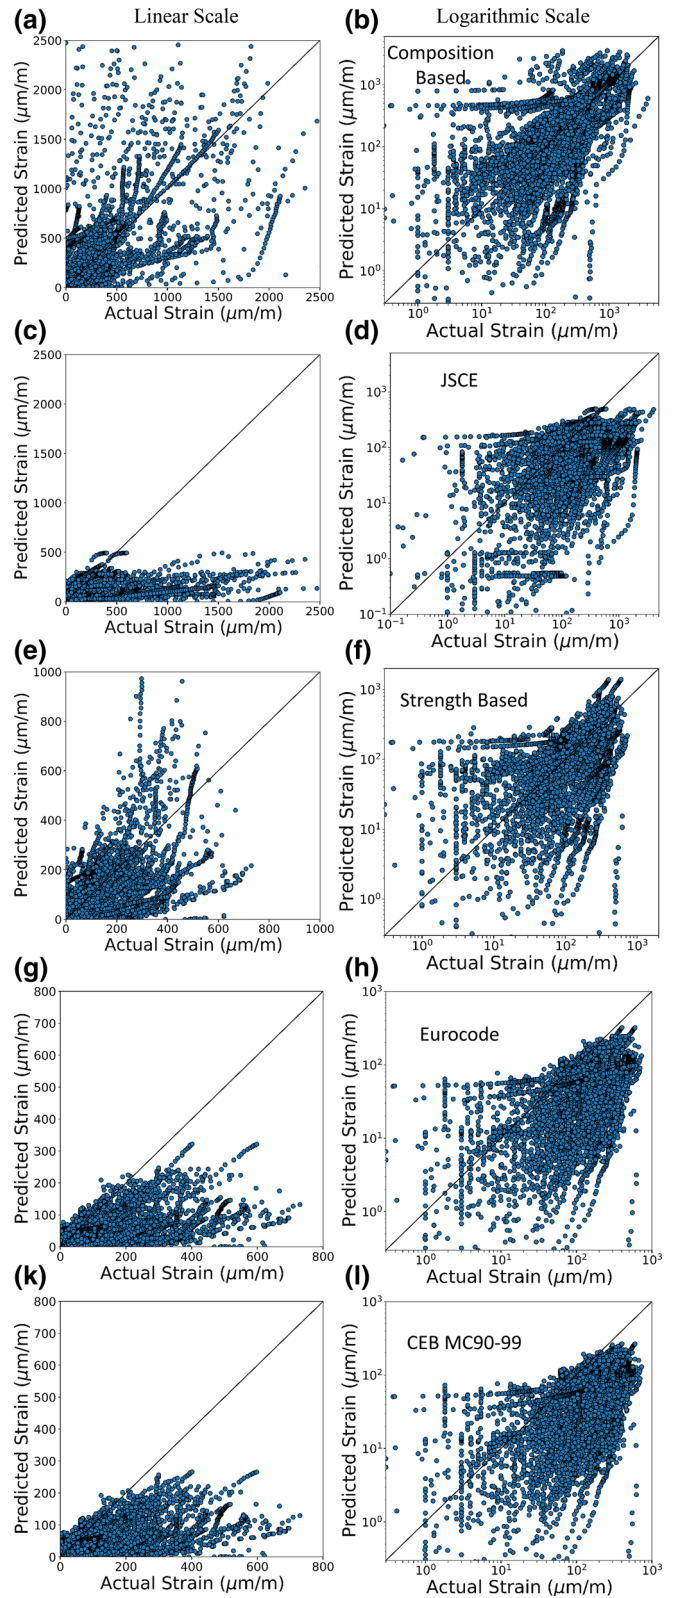 (a) Linear Scale (b) Logarithmic Scale
2500
2000
1500
1000
500
0
Predicted Strain (μm/m)
0 500 1000 1500 2000 2500
Actual Strain (μm/m)
Composition
Based
10³
10²
10¹
10⁰
Predicted Strain (μm/m)
10⁰ 10¹ 10² 10³
Actual Strain (μm/m)
(c) (d)
2500
2000
1500
1000
500
0
Predicted Strain (μm/m)
0 500 1000 1500 2000 2500
Actual Strain (μm/m)
JSCE
10³
10²
10¹
10⁰
10⁻¹
Predicted Strain (μm/m)
10⁻¹ 10⁰ 10¹ 10² 10³
Actual Strain (μm/m)
(e) (f)
1000
800
600
400
200
0
Predicted Strain (μm/m)
0 200 400 600 800 1000
Actual Strain (μm/m)
Strength Based
10³
10²
10¹
10⁰
Predicted Strain (μm/m)
10⁰ 10¹ 10² 10³
Actual Strain (μm/m)
(g) (h)
800
700
600
500
400
300
200
100
0
Predicted Strain (μm/m)
0 200 400 600 800
Actual Strain (μm/m)
Eurocode
10³
10²
10¹
10⁰
Predicted Strain (μm/m)
10⁰ 10¹ 10² 10³
Actual Strain (μm/m)
(k) (l)
800
700
600
500
400
300
200
100
0
Predicted Strain (μm/m)
0 200 400 600 800
Actual Strain (μm/m)
CEB MC90-99
10³
10²
10¹
10⁰
Predicted Strain (μm/m)
10⁰ 10¹ 10² 10³
Actual Strain (μm/m)